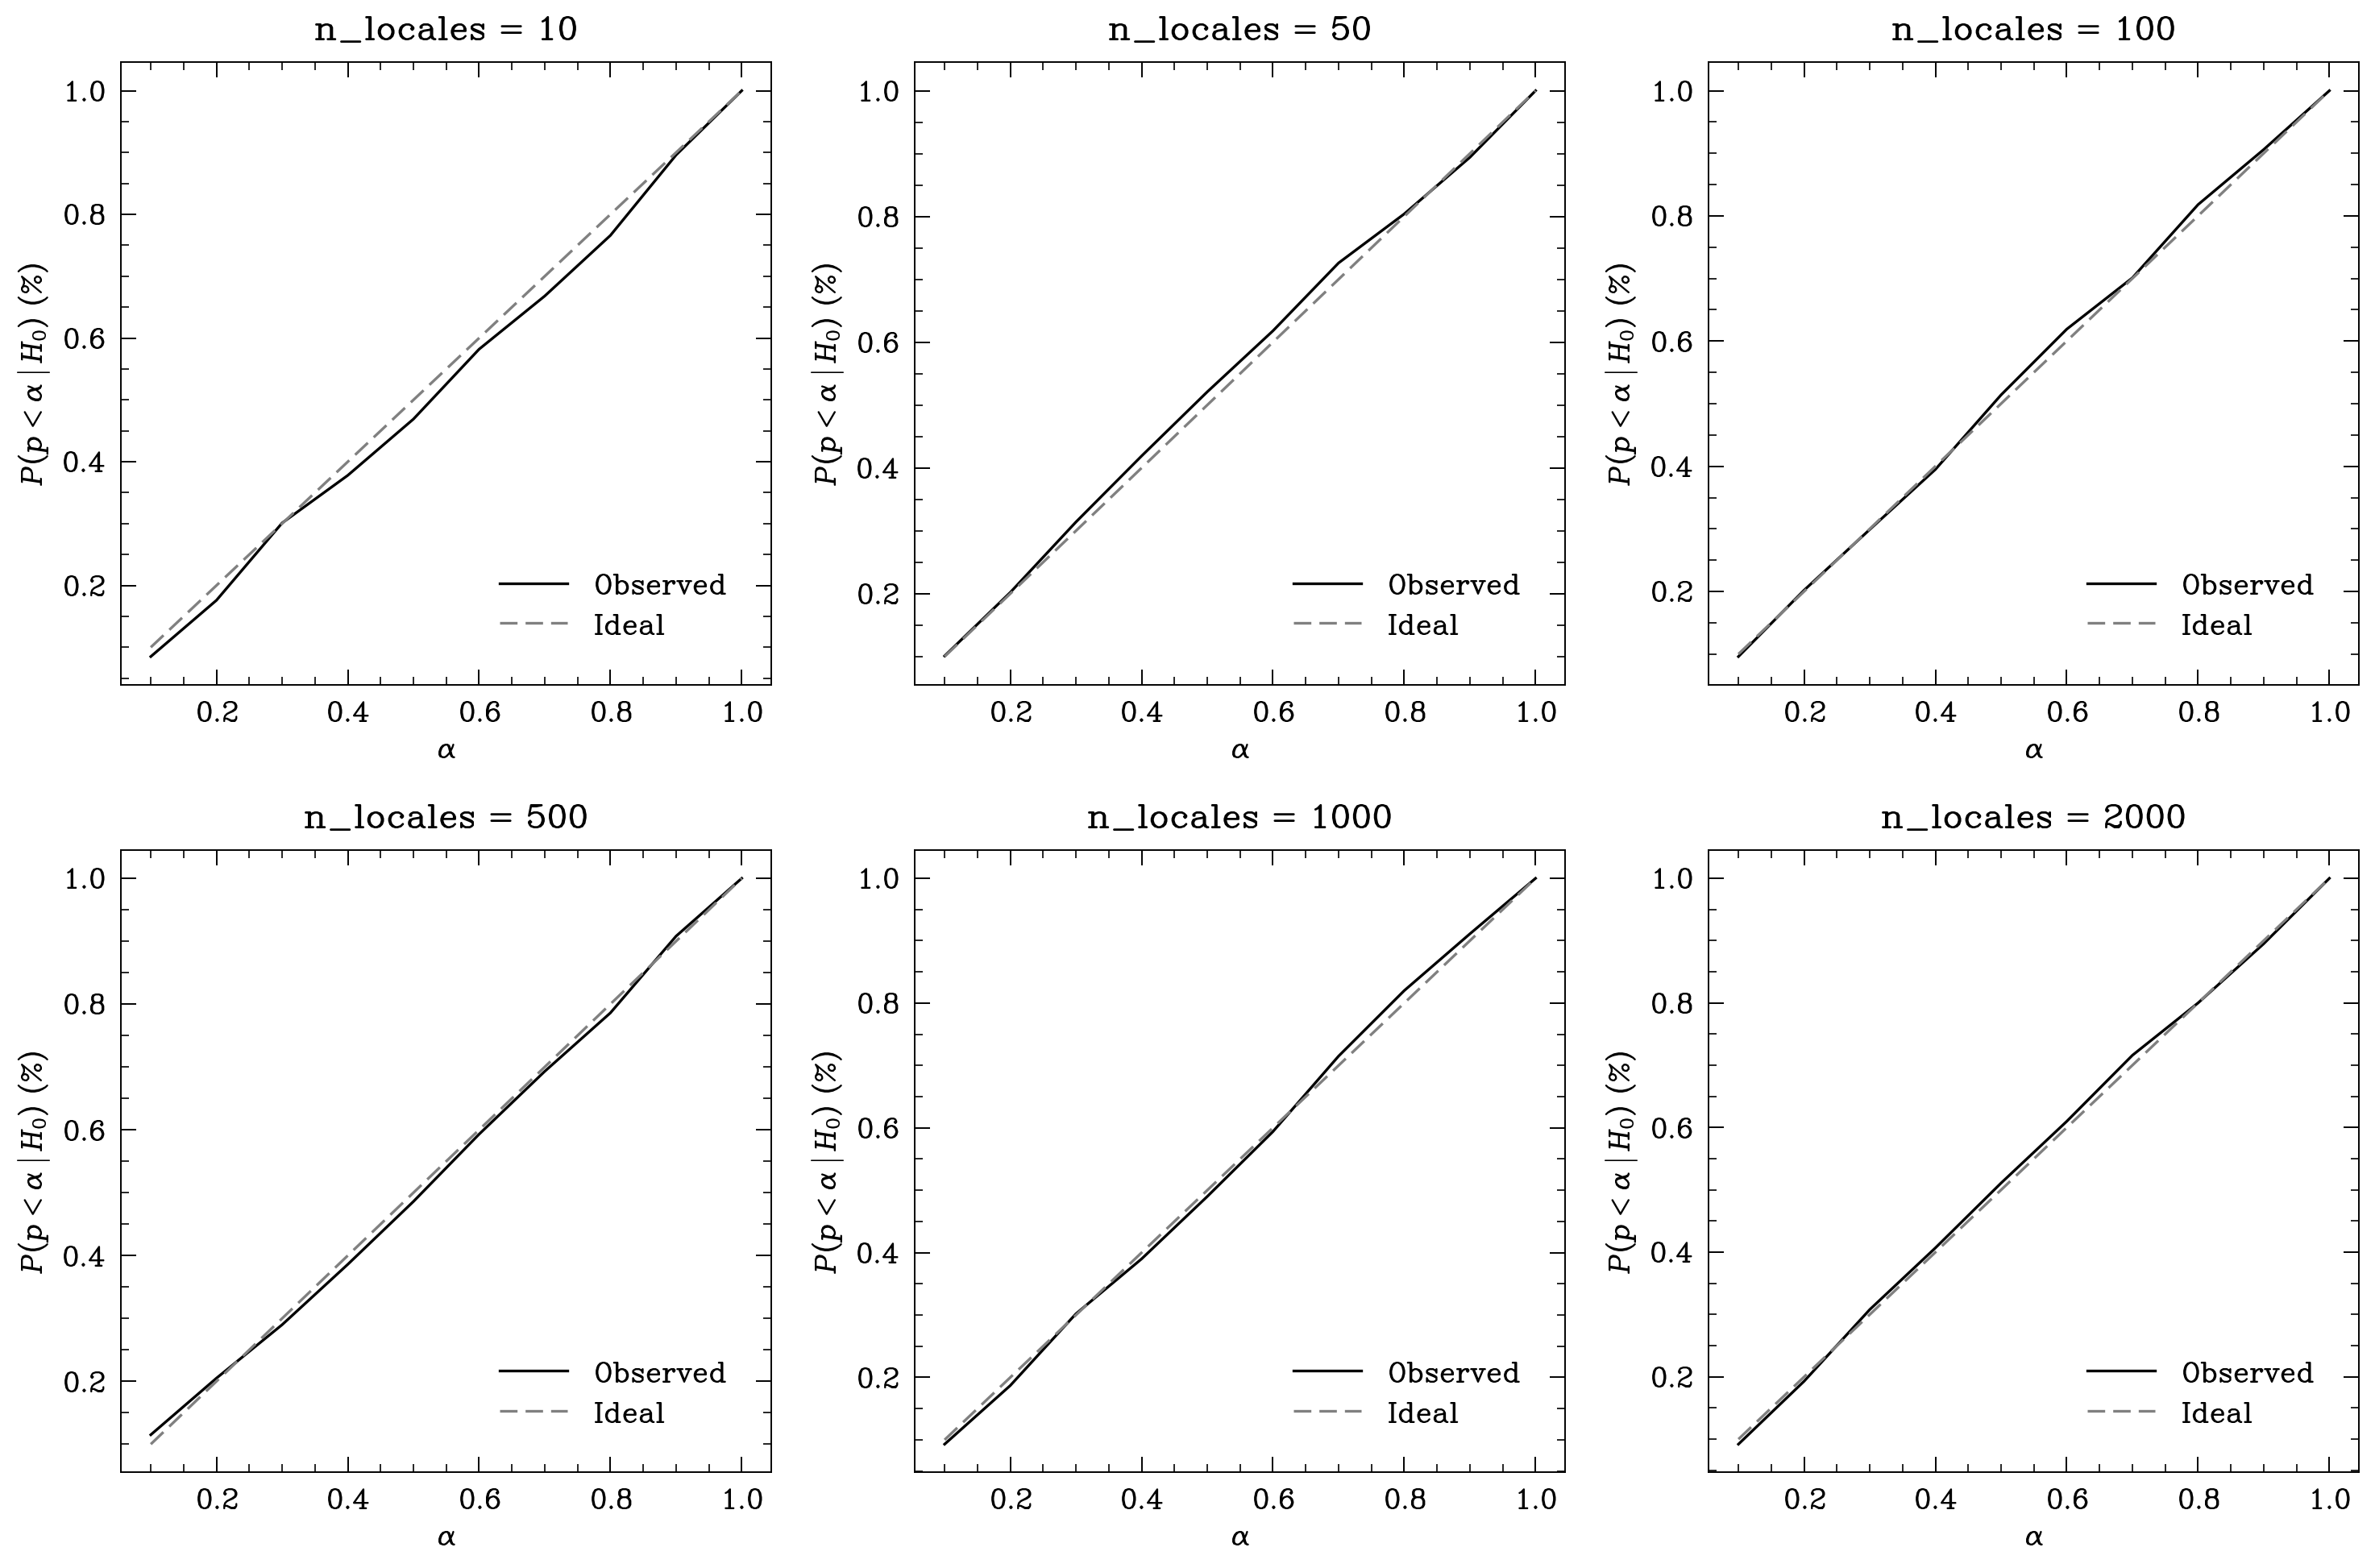 n_locales = 10
1.0
0.8
0.6
0.4
0.2
P(p < α | H₀) (%)
Observed
Ideal
0.2 0.4 0.6 0.8 1.0
α
n_locales = 50
1.0
0.8
0.6
0.4
0.2
P(p < α | H₀) (%)
Observed
Ideal
0.2 0.4 0.6 0.8 1.0
α
n_locales = 100
1.0
0.8
0.6
0.4
0.2
P(p < α | H₀) (%)
Observed
Ideal
0.2 0.4 0.6 0.8 1.0
α
n_locales = 500
1.0
0.8
0.6
0.4
0.2
P(p < α | H₀) (%)
Observed
Ideal
0.2 0.4 0.6 0.8 1.0
α
n_locales = 1000
1.0
0.8
0.6
0.4
0.2
P(p < α | H₀) (%)
Observed
Ideal
0.2 0.4 0.6 0.8 1.0
α
n_locales = 2000
1.0
0.8
0.6
0.4
0.2
P(p < α | H₀) (%)
Observed
Ideal
0.2 0.4 0.6 0.8 1.0
α